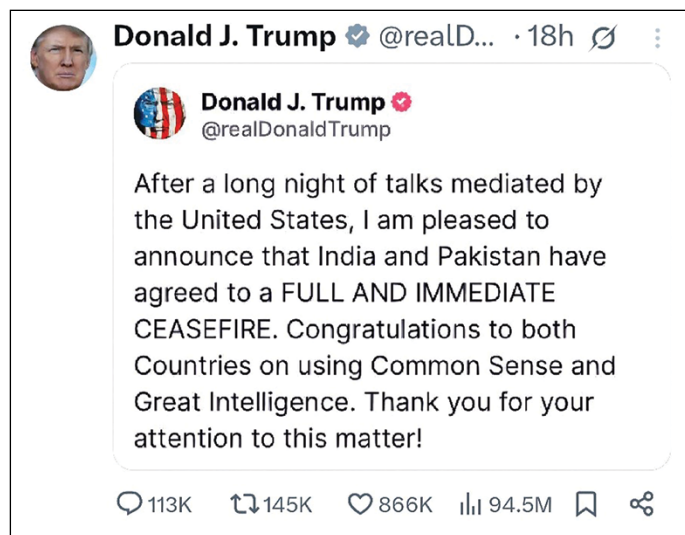 Donald J. Trump @realD... · 18h
Donald J. Trump
@realDonaldTrump
After a long night of talks mediated by
the United States, I am pleased to
announce that India and Pakistan have
agreed to a FULL AND IMMEDIATE
CEASEFIRE. Congratulations to both
Countries on using Common Sense and
Great Intelligence. Thank you for your
attention to this matter!
113K 145K 866K 94.5M